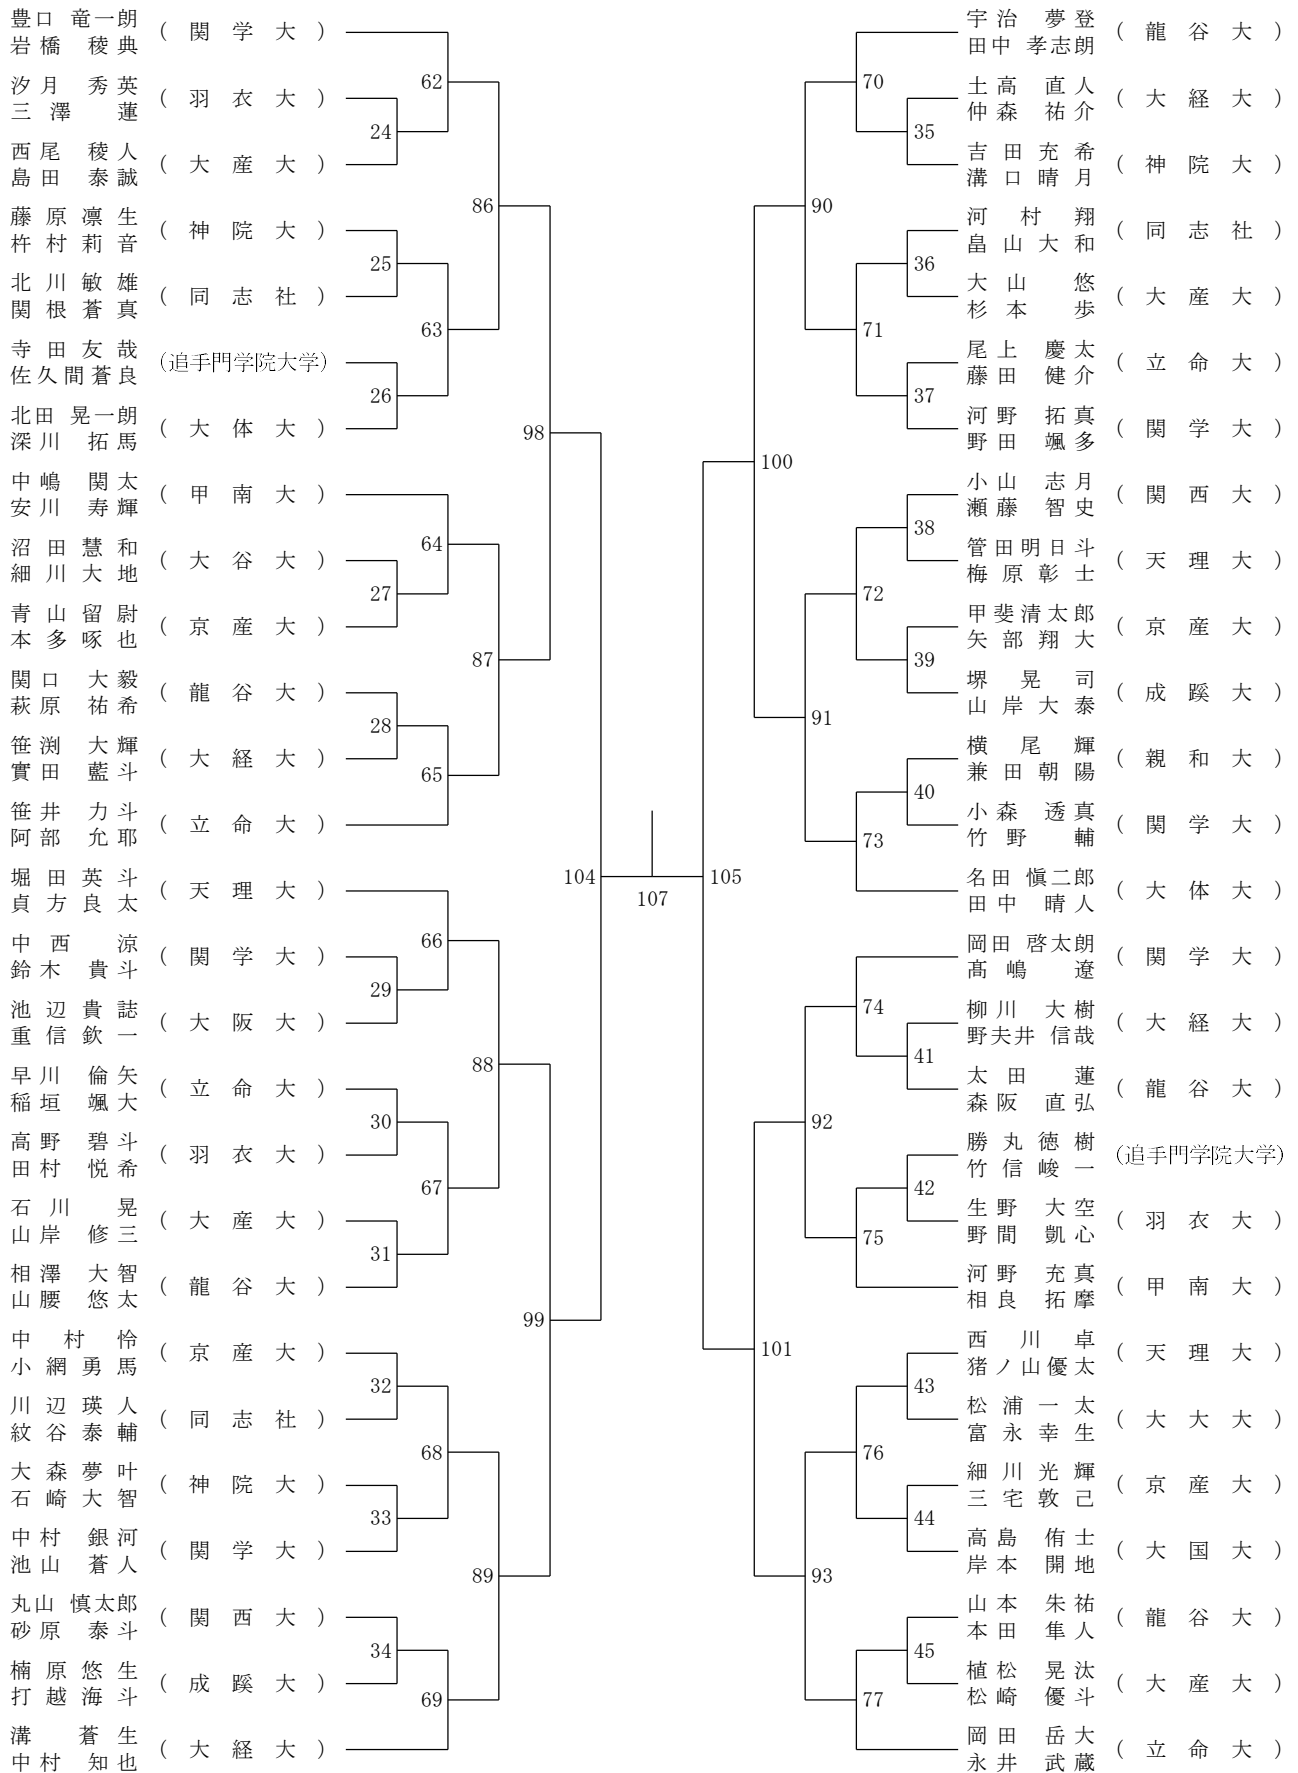 豊口 竜一朗
岩橋 稜典
（関学大）
汐月 秀英
三澤 蓮
（羽衣大）
西尾 稜人
島田 泰誠
（大産大）
藤原凛生
杵村莉音
（神院大）
北川敏雄
関根蒼真
（同志社）
寺田友哉
佐久間蒼良
（追手門学院大学）
北田 晃一朗
深川 拓馬
（大体大）
中嶋 関太
安川 寿輝
（甲南大）
沼田慧和
細川大地
（大谷大）
青山留尉
本多啄也
（京産大）
関口 大毅
萩原 祐希
（龍谷大）
笹渕 大輝
實田 藍斗
（大経大）
笹井 力斗
阿部 允耶
（立命大）
堀田英斗
貞方良太
（天理大）
中西 涼
鈴木 貴斗
（関学大）
池辺貴誌
重信欽一
（大阪大）
早川 倫矢
稲垣 颯大
（立命大）
高野 碧斗
田村 悦希
（羽衣大）
石川 晃
山岸 修三
（大産大）
相澤 大智
山腰 悠太
（龍谷大）
中村 怜
小網勇馬
（京産大）
川辺瑛人
紋谷泰輔
（同志社）
大森夢叶
石崎大智
（神院大）
中村 銀河
池山 蒼人
（関学大）
丸山 慎太郎
砂原 泰斗
（関西大）
楠原悠生
打越海斗
（成蹊大）
溝 蒼生
中村 知也
（大経大）
62
24
86
25
63
26
98
64
27
87
28
65
104
66
29
88
30
67
31
99
32
68
33
89
34
69
107
105
70
35
90
36
71
37
100
38
72
39
91
40
73
74
41
92
42
75
101
43
76
44
93
45
77
宇治 夢登
田中 孝志朗
（龍谷大）
土高 直人
仲森 祐介
（大経大）
吉田充希
溝口晴月
（神院大）
河村 翔
畠山大和
（同志社）
大山 悠
杉本 歩
（大産大）
尾上 慶太
藤田 健介
（立命大）
河野 拓真
野田 颯多
（関学大）
小山 志月
瀬藤 智史
（関西大）
管田明日斗
梅原彰士
（天理大）
甲斐清太郎
矢部翔大
（京産大）
堺 晃司
山岸大泰
（成蹊大）
横尾 輝
兼田朝陽
（親和大）
小森 透真
竹野 輔
（関学大）
名田 愼二郎
田中 晴人
（大体大）
岡田 啓太朗
髙嶋 遼
（関学大）
柳川 大樹
野夫井 信哉
（大経大）
太田 蓮
森阪 直弘
（龍谷大）
勝丸徳樹
竹信峻一
（追手門学院大学）
生野 大空
野間 凱心
（羽衣大）
河野 充真
相良 拓摩
（甲南大）
西川 卓
猪ノ山優太
（天理大）
松浦一太
富永幸生
（大大大）
細川光輝
三宅敦己
（京産大）
高島 侑士
岸本 開地
（大国大）
山本 朱祐
本田 隼人
（龍谷大）
植松 晃汰
松崎 優斗
（大産大）
岡田 岳大
永井 武蔵
（立命大）